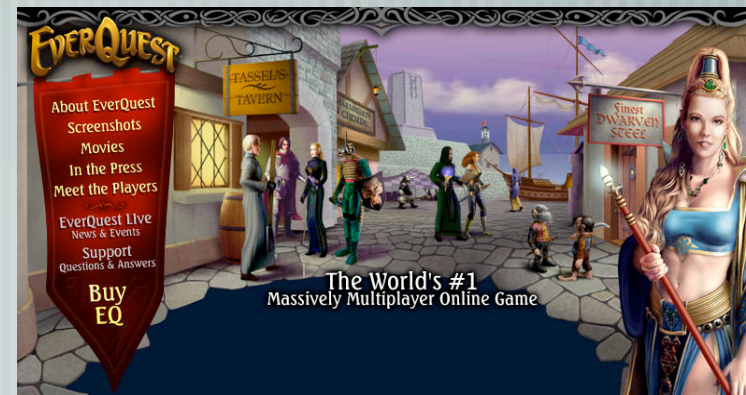 EVERQUEST
About EverQuest
Screenshots
Movies
In the Press
Meet the Players
EverQuest Live
News & Events
Support
Questions & Answers
Buy
EQ
TASSEL'S
TAVERN
Finest
DWARVEN
STEEL
The World's #1
Massively Multiplayer Online Game